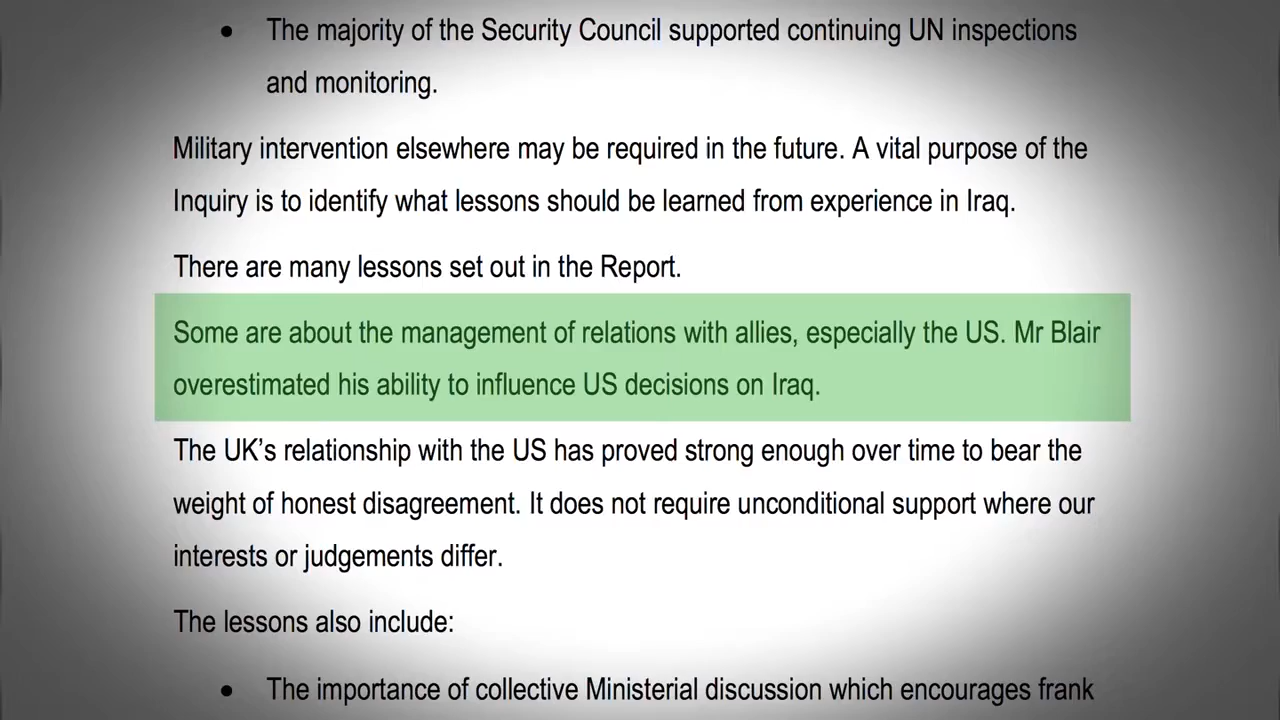 • The majority of the Security Council supported continuing UN inspections
and monitoring.
Military intervention elsewhere may be required in the future. A vital purpose of the
Inquiry is to identify what lessons should be learned from experience in Iraq.
There are many lessons set out in the Report.
Some are about the management of relations with allies, especially the US. Mr Blair
overestimated his ability to influence US decisions on Iraq.
The UK’s relationship with the US has proved strong enough over time to bear the
weight of honest disagreement. It does not require unconditional support where our
interests or judgements differ.
The lessons also include:
• The importance of collective Ministerial discussion which encourages frank